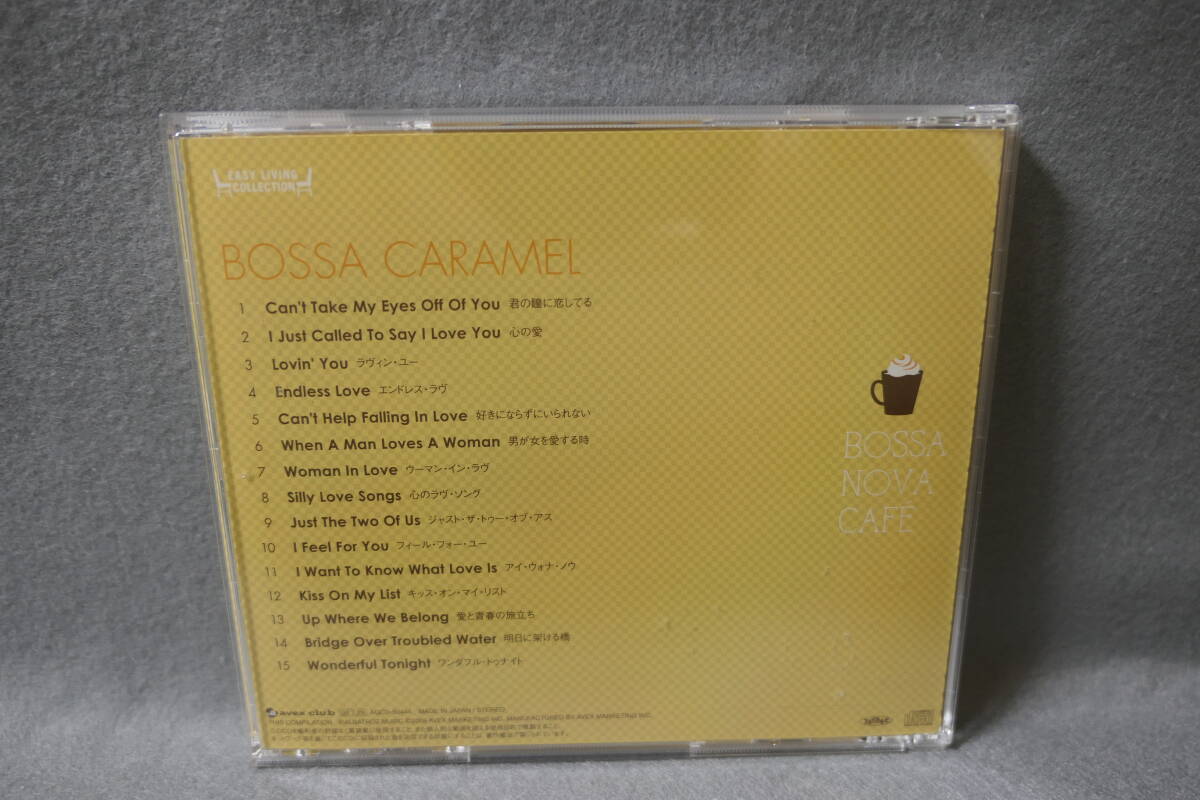 EASY LIVING
COLLECTION
BOSSA CARAMEL
1 Can't Take My Eyes Off Of You 君の瞳に恋してる
2 I Just Called To Say I Love You 心の愛
3 Lovin' You ラヴィン・ユー
4 Endless Love エンドレス・ラヴ
5 Can't Help Falling In Love 好きにならずにいられない
6 When A Man Loves A Woman 男が女を愛する時
7 Woman In Love ウーマン・イン・ラヴ
8 Silly Love Songs 心のラヴ・ソング
9 Just The Two Of Us ジャスト・ザ・トゥー・オブ・アス
10 I Feel For You フィール・フォー・ユー
11 I Want To Know What Love Is アイ・ウォナ・ノウ
12 Kiss On My List キッス・オン・マイ・リスト
13 Up Where We Belong 愛と青春の旅立ち
14 Bridge Over Troubled Water 明日に架ける橋
15 Wonderful Tonight ワンダフル・トゥナイト
BOSSA
NOVA
CAFE
avex club MADE IN JAPAN / STEREO
THIS COMPILATION AVEX MARKETING INC. MANUFACTURED BY AVEX MARKETING INC.